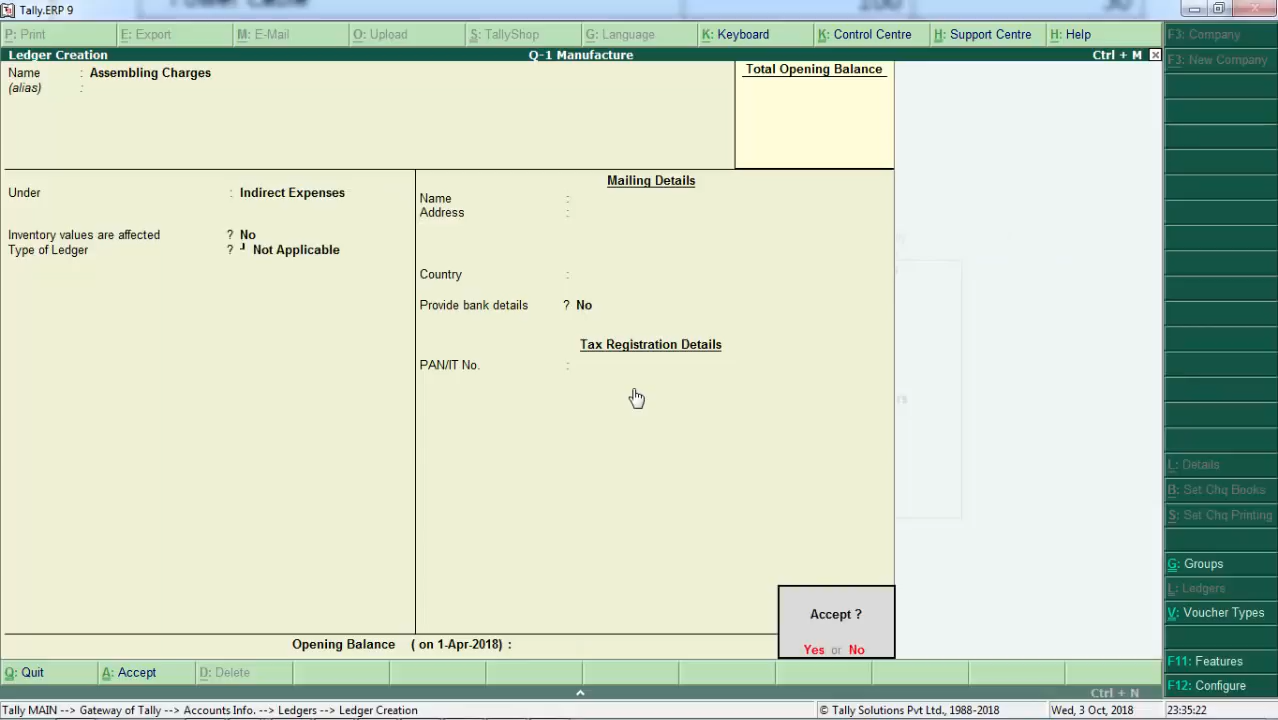 Tally.ERP 9
Power Cable 100 30
P: Print E: Export M: E-Mail O: Upload S: TallyShop G: Language K: Keyboard K: Control Centre H: Support Centre H: Help
F3: Company
Ledger Creation Q-1 Manufacture Ctrl + M
F3: New Company
Name : Assembling Charges
(alias) :
Total Opening Balance
Mailing Details
Under : Indirect Expenses
Name :
Address :
Inventory values are affected ? No
Type of Ledger ? ┘ Not Applicable
Country :
Provide bank details ? No
Tax Registration Details
PAN/IT No. :
L: Details
B: Set Chq Books
S: Set Chq Printing
G: Groups
L: Ledgers
V: Voucher Types
Accept ?
Yes or No
Opening Balance ( on 1-Apr-2018) :
F11: Features
Q: Quit A: Accept D: Delete
F12: Configure
Ctrl + N
Tally MAIN --> Gateway of Tally --> Accounts Info. --> Ledgers --> Ledger Creation © Tally Solutions Pvt Ltd., 1988-2018 Wed, 3 Oct, 2018 23:35:22